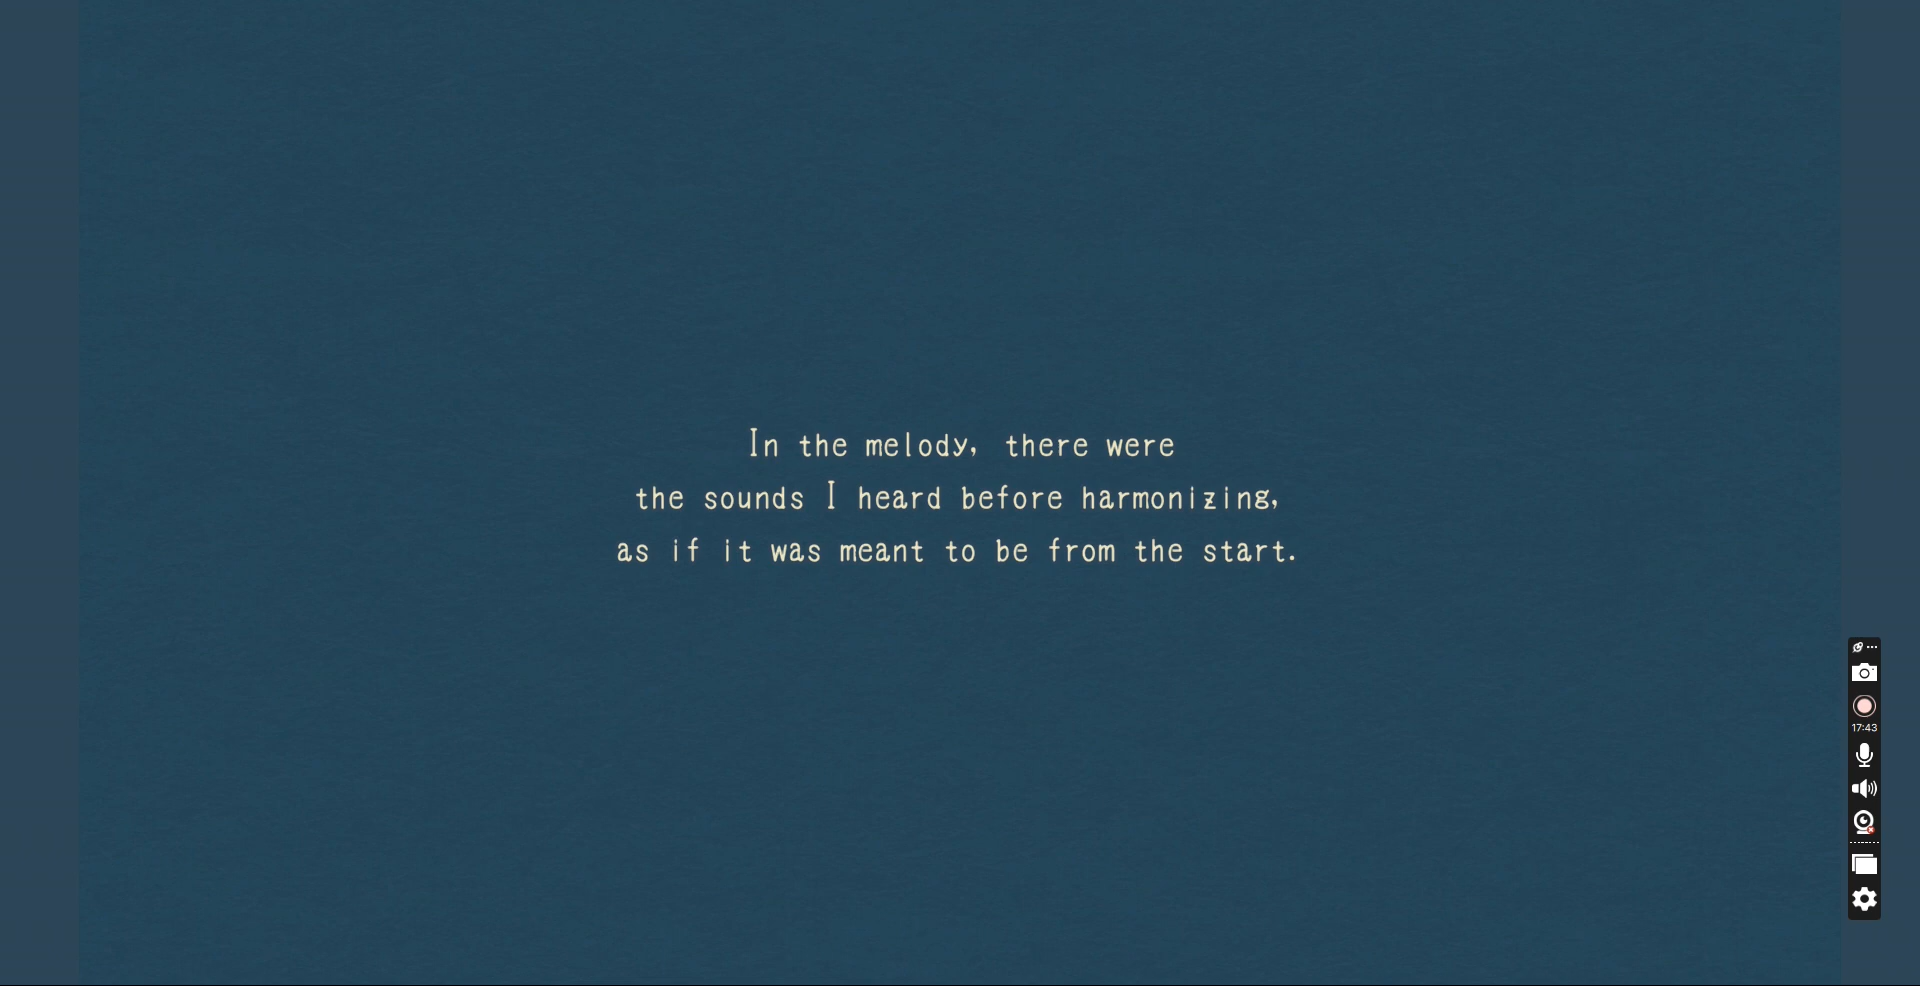 In the melody, there were
the sounds I heard before harmonizing,
as if it was meant to be from the start.
17:43